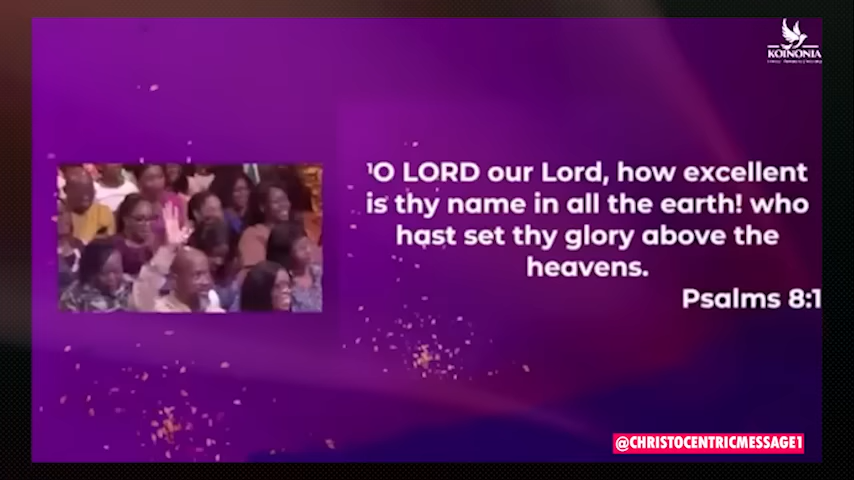 KOINONIA
¹O LORD our Lord, how excellent
is thy name in all the earth! who
hast set thy glory above the
heavens.
Psalms 8:1
@CHRISTOCENTRICMESSAGE1